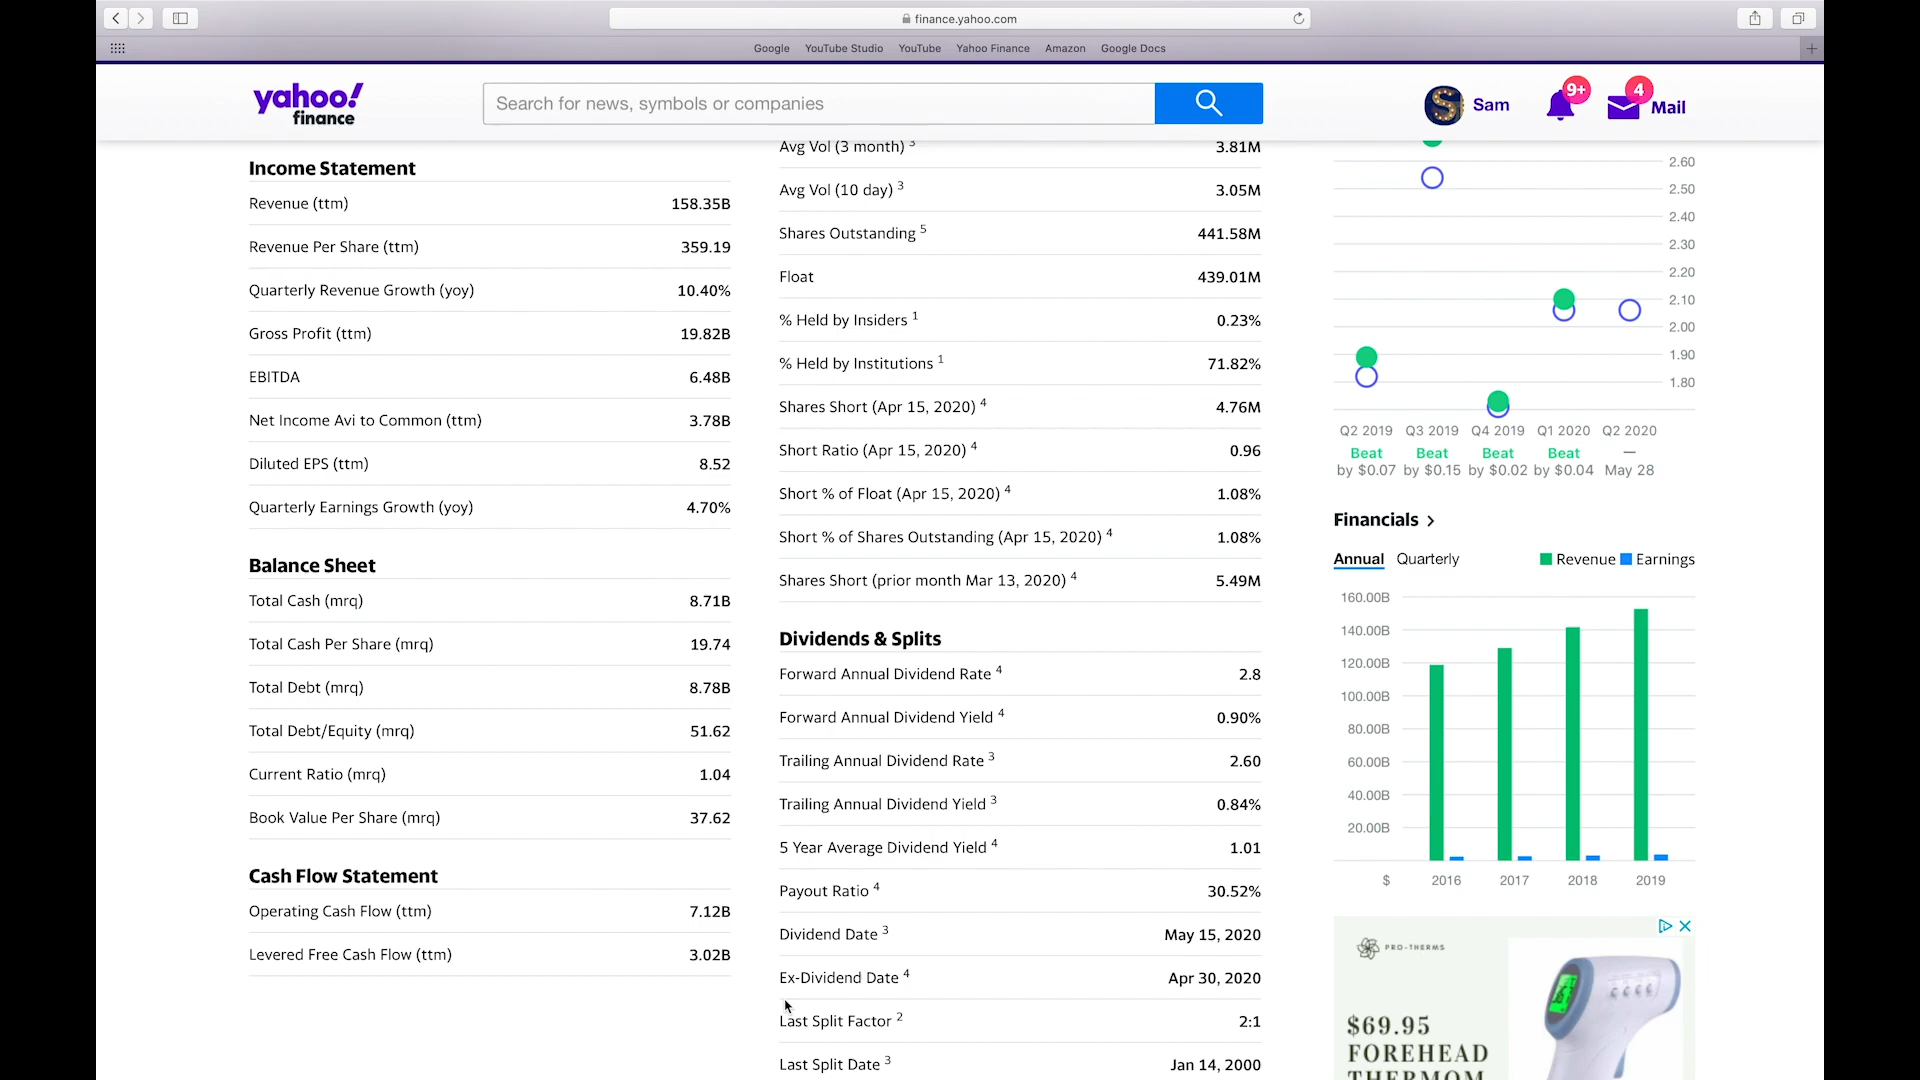 finance.yahoo.com
Google YouTube Studio YouTube Yahoo Finance Amazon Google Docs
yahoo!
finance
Search for news, symbols or companies
Sam
9+
4
Mail
Income Statement
Revenue (ttm) 158.35B
Revenue Per Share (ttm) 359.19
Quarterly Revenue Growth (yoy) 10.40%
Gross Profit (ttm) 19.82B
EBITDA 6.48B
Net Income Avi to Common (ttm) 3.78B
Diluted EPS (ttm) 8.52
Quarterly Earnings Growth (yoy) 4.70%
Balance Sheet
Total Cash (mrq) 8.71B
Total Cash Per Share (mrq) 19.74
Total Debt (mrq) 8.78B
Total Debt/Equity (mrq) 51.62
Current Ratio (mrq) 1.04
Book Value Per Share (mrq) 37.62
Cash Flow Statement
Operating Cash Flow (ttm) 7.12B
Levered Free Cash Flow (ttm) 3.02B
Avg Vol (3 month) 3 3.81M
Avg Vol (10 day) 3 3.05M
Shares Outstanding 5 441.58M
Float 439.01M
% Held by Insiders 1 0.23%
% Held by Institutions 1 71.82%
Shares Short (Apr 15, 2020) 4 4.76M
Short Ratio (Apr 15, 2020) 4 0.96
Short % of Float (Apr 15, 2020) 4 1.08%
Short % of Shares Outstanding (Apr 15, 2020) 4 1.08%
Shares Short (prior month Mar 13, 2020) 4 5.49M
Dividends & Splits
Forward Annual Dividend Rate 4 2.8
Forward Annual Dividend Yield 4 0.90%
Trailing Annual Dividend Rate 3 2.60
Trailing Annual Dividend Yield 3 0.84%
5 Year Average Dividend Yield 4 1.01
Payout Ratio 4 30.52%
Dividend Date 3 May 15, 2020
Ex-Dividend Date 4 Apr 30, 2020
Last Split Factor 2 2:1
Last Split Date 3 Jan 14, 2000
2.60
2.50
2.40
2.30
2.20
2.10
2.00
1.90
1.80
Q2 2019 Q3 2019 Q4 2019 Q1 2020 Q2 2020
Beat Beat Beat Beat —
by $0.07 by $0.15 by $0.02 by $0.04 May 28
Financials
Annual Quarterly Revenue Earnings
160.00B
140.00B
120.00B
100.00B
80.00B
60.00B
40.00B
20.00B
$ 2016 2017 2018 2019
PRO-THERMS
$69.95
FOREHEAD
THERMOM